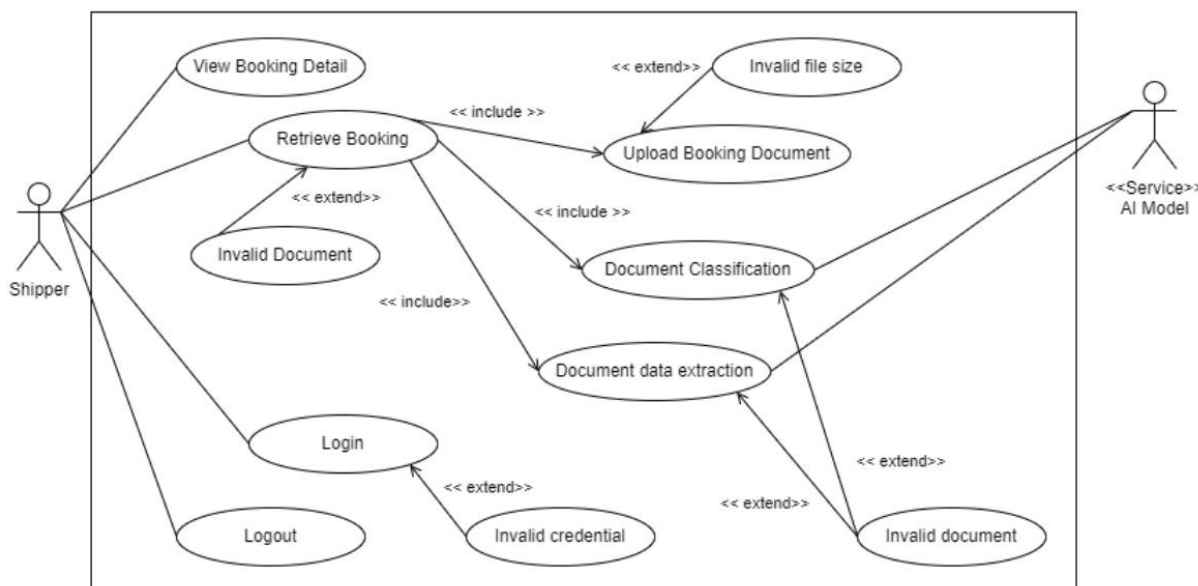 View Booking Detail
<< extend>>
Invalid file size
<< include >>
Retrieve Booking
Upload Booking Document
<<Service>>
AI Model
<< extend>>
<< include >>
Invalid Document
Document Classification
Shipper
<< include>>
Document data extraction
Login
<< extend>>
<< extend>>
<< extend>>
Logout
Invalid credential
Invalid document